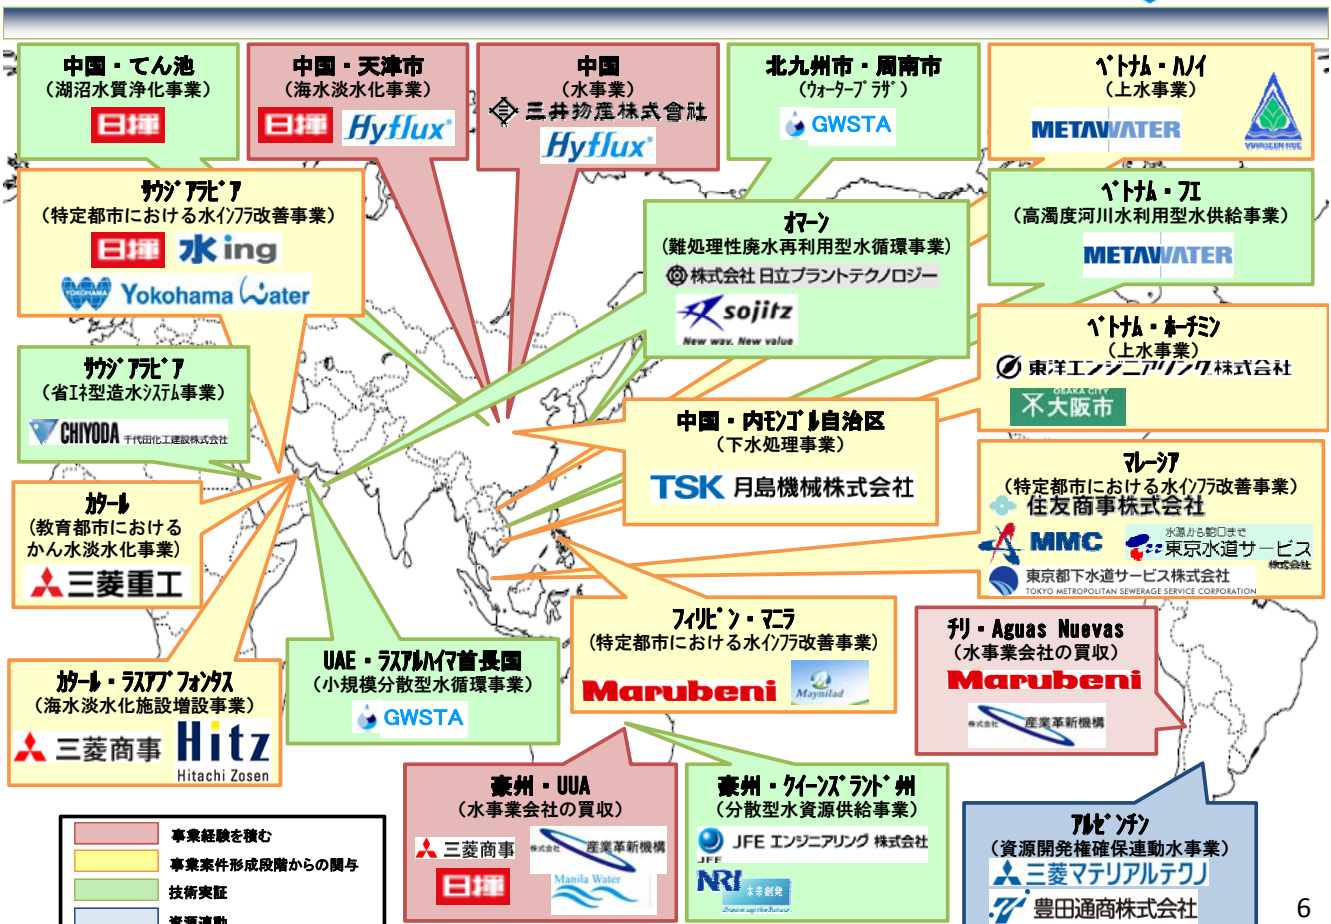 中国・てん池
（湖沼水質浄化事業）
日揮
中国・天津市
（海水淡水化事業）
日揮 Hyflux
中国
（水事業）
三井物産株式會社
Hyflux
北九州市・周南市
（ウォータープラザ）
GWSTA
ベトナム・ハノイ
（上水事業）
METAWATER
サウジアラビア
（特定都市における水インフラ改善事業）
日揮 水ing
YOKOHAMA Yokohama Water
オマーン
（難処理性廃水再利用型水循環事業）
株式会社 日立プラントテクノロジー
sojitz
New way, New value
ベトナム・フエ
（高濁度河川水利用型水供給事業）
METAWATER
サウジアラビア
（省エネ型造水システム事業）
CHIYODA 千代田化工建設株式会社
ベトナム・ホーチミン
（上水事業）
東洋エンジニアリング株式会社
OSAKA CITY
大阪市
中国・内モンゴル自治区
（下水処理事業）
TSK 月島機械株式会社
カタール
（教育都市における
かん水淡水化事業）
三菱重工
マレーシア
（特定都市における水インフラ改善事業）
住友商事株式会社
MMC
水源から蛇口まで
東京水道サービス
株式会社
東京都下水道サービス株式会社
TOKYO METROPOLITAN SEWERAGE SERVICE CORPORATION
カタール・ラスアブフォンタス
（海水淡水化施設増設事業）
三菱商事 Hitz
Hitachi Zosen
UAE・ラスアルハイマ首長国
（小規模分散型水循環事業）
GWSTA
フィリピン・マニラ
（特定都市における水インフラ改善事業）
Marubeni Maynilad
チリ・Aguas Nuevas
（水事業会社の買収）
Marubeni
株式会社 産業革新機構
豪州・UUA
（水事業会社の買収）
三菱商事 株式会社 産業革新機構
日揮 Manila Water
豪州・クイーンズランド州
（分散型水資源供給事業）
JFE エンジニアリング 株式会社
JFE
NRI 未来創発
アルゼンチン
（資源開発権確保連動水事業）
三菱マテリアルテクノ
豊田通商株式会社
事業経験を積む
事業案件形成段階からの関与
技術実証
資源連動
6